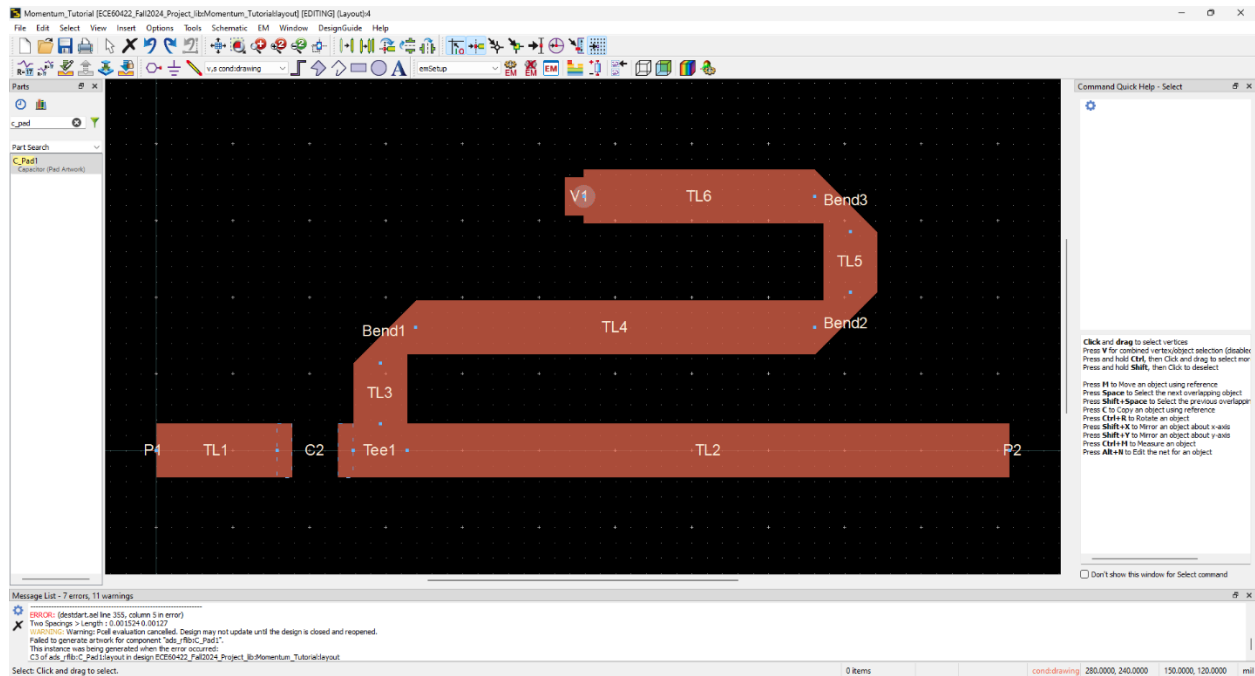 Momentum_Tutorial [ECE60422_Fall2024_Project_lib:Momentum_Tutorial:layout] [EDITING] (Layout):4
File Edit Select View Insert Options Tools Schematic EM Window DesignGuide Help
v,s cond:drawing
emSetup
EM
EM
EM
Parts
Command Quick Help - Select
c_pad
Part Search
C_Pad1
Capacitor (Pad Artwork)
V1
TL6
Bend3
TL5
Bend1
TL4
Bend2
TL3
P1
TL1
C2
Tee1
TL2
P2
Click and drag to select vertices
Press V for combined vertex/object selection (disabled
Press and hold Ctrl, then Click and drag to select mor
Press and hold Shift, then Click to deselect
Press M to Move an object using reference
Press Space to Select the next overlapping object
Press Shift+Space to Select the previous overlappin
Press C to Copy an object using reference
Press Ctrl+R to Rotate an object
Press Shift+X to Mirror an object about x-axis
Press Shift+Y to Mirror an object about y-axis
Press Ctrl+M to Measure an object
Press Alt+N to Edit the net for an object
Don't show this window for Select command
Message List - 7 errors, 11 warnings
ERROR: (destdart.ael line 355, column 5 in error)
Two Spacings > Length : 0.001524 0.00127
WARNING: Warning: Pcell evaluation cancelled. Design may not update until the design is closed and reopened.
Failed to generate artwork for component "ads_rflib:C_Pad1".
This instance was being generated when the error occurred:
C3 of ads_rflib:C_Pad1:layout in design ECE60422_Fall2024_Project_lib:Momentum_Tutorial:layout
Select: Click and drag to select.
0 items
cond:drawing
280.0000, 240.0000
150.0000, 120.0000
mil